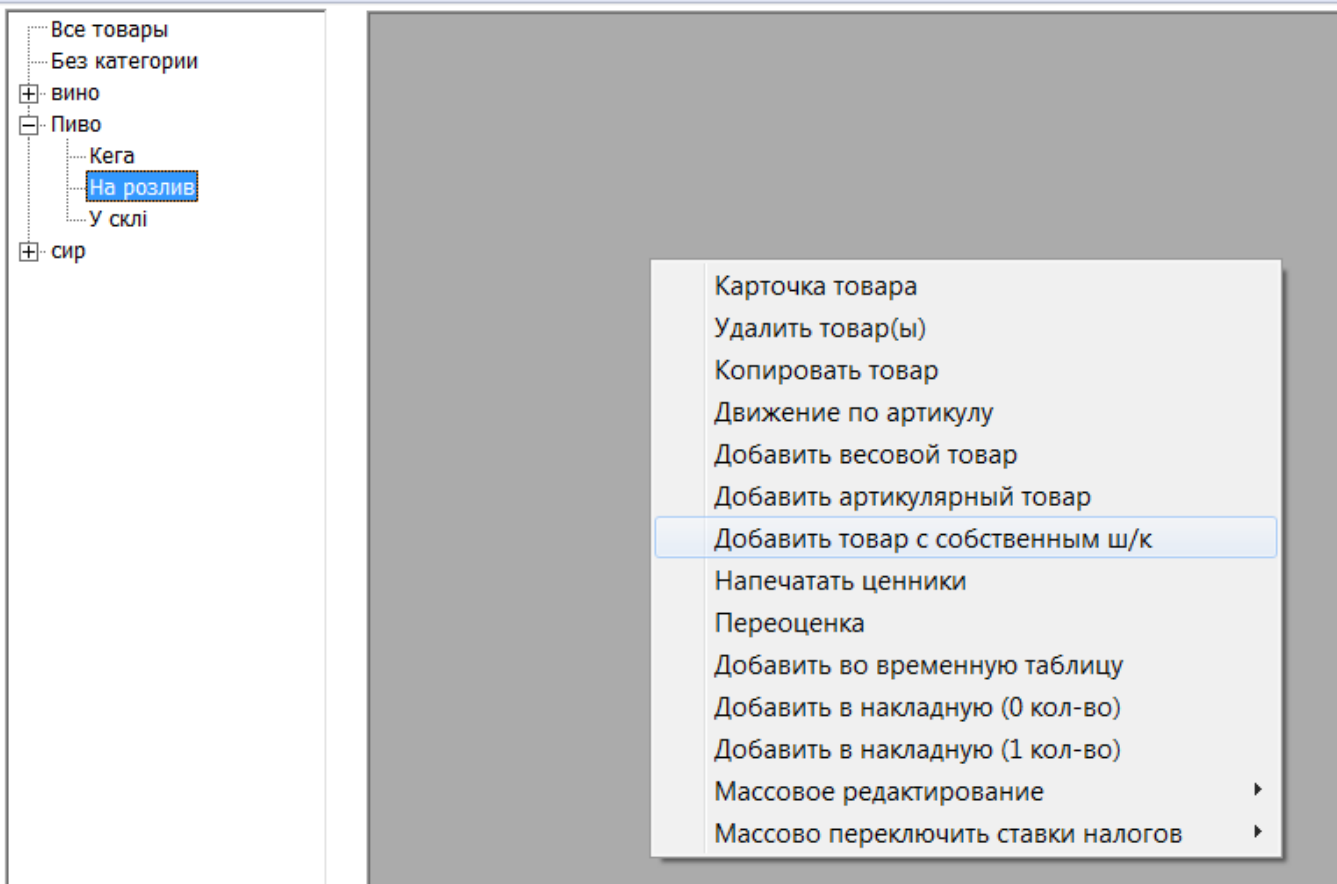 Все товары
Без категории
вино
Пиво
Кега
На розлив
У склі
сир
Карточка товара
Удалить товар(ы)
Копировать товар
Движение по артикулу
Добавить весовой товар
Добавить артикулярный товар
Добавить товар с собственным ш/к
Напечатать ценники
Переоценка
Добавить во временную таблицу
Добавить в накладную (0 кол-во)
Добавить в накладную (1 кол-во)
Массовое редактирование
Массово переключить ставки налогов